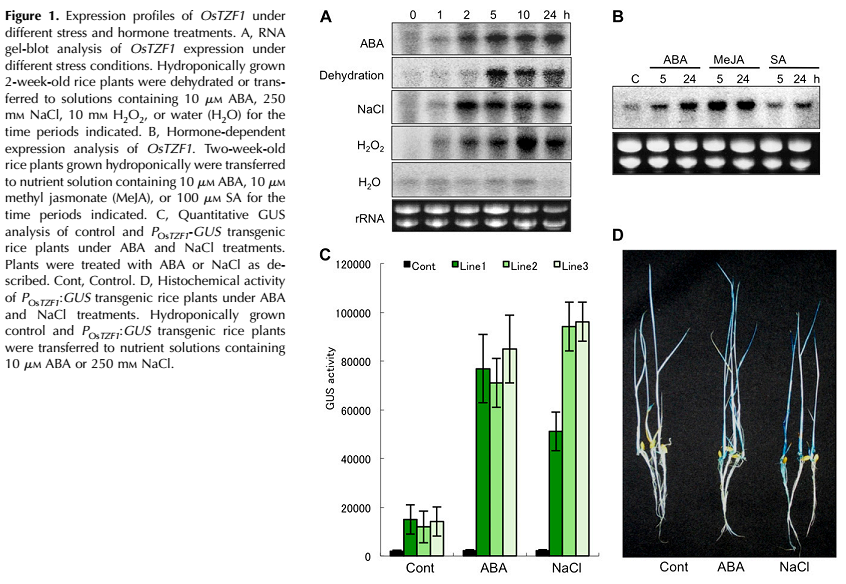 Figure 1. Expression profiles of OsTZF1 under
different stress and hormone treatments. A, RNA
gel-blot analysis of OsTZF1 expression under
different stress conditions. Hydroponically grown
2-week-old rice plants were dehydrated or trans-
ferred to solutions containing 10 μM ABA, 250
mM NaCl, 10 mM H₂O₂, or water (H₂O) for the
time periods indicated. B, Hormone-dependent
expression analysis of OsTZF1. Two-week-old
rice plants grown hydroponically were transferred
to nutrient solution containing 10 μM ABA, 10 μM
methyl jasmonate (MeJA), or 100 μM SA for the
time periods indicated. C, Quantitative GUS
analysis of control and P_OsTZF1-GUS transgenic
rice plants under ABA and NaCl treatments.
Plants were treated with ABA or NaCl as de-
scribed. Cont, Control. D, Histochemical activity
of P_OsTZF1:GUS transgenic rice plants under ABA
and NaCl treatments. Hydroponically grown
control and P_OsTZF1:GUS transgenic rice plants
were transferred to nutrient solutions containing
10 μM ABA or 250 mM NaCl.
A
0 1 2 5 10 24 h
ABA
Dehydration
NaCl
H₂O₂
H₂O
rRNA
B
ABA MeJA SA
C 5 24 5 24 5 24 h
C
Cont Line1 Line2 Line3
GUS activity
120000
100000
80000
60000
40000
20000
0
Cont ABA NaCl
D
Cont ABA NaCl